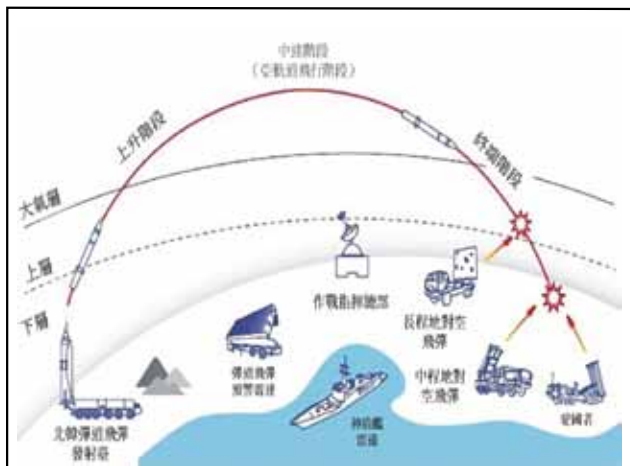 中途階段
（亞軌道飛行階段）
上升階段
終端階段
大氣層
上層
下層
作戰指揮總部
長程地對空
飛彈
彈道飛彈
預警雷達
中程地對
空飛彈
神盾艦
雷達
愛國者
北韓彈道飛彈
發射臺